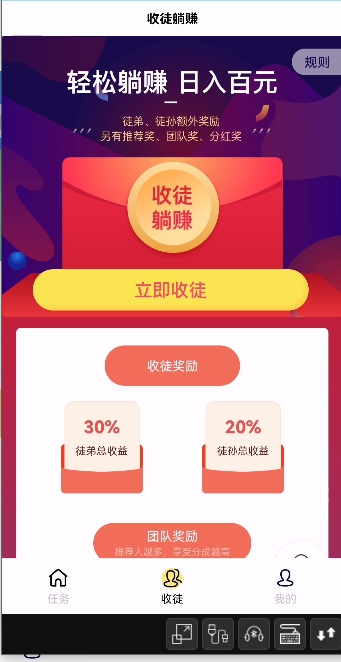 收徒躺赚
规则
轻松躺赚 日入百元
徒弟、徒孙额外奖励
另有推荐奖、团队奖、分红奖
收徒
躺赚
立即收徒
收徒奖励
30%
徒弟总收益
20%
徒孙总收益
团队奖励
推荐人越多，享受分成越高
任务
收徒
我的